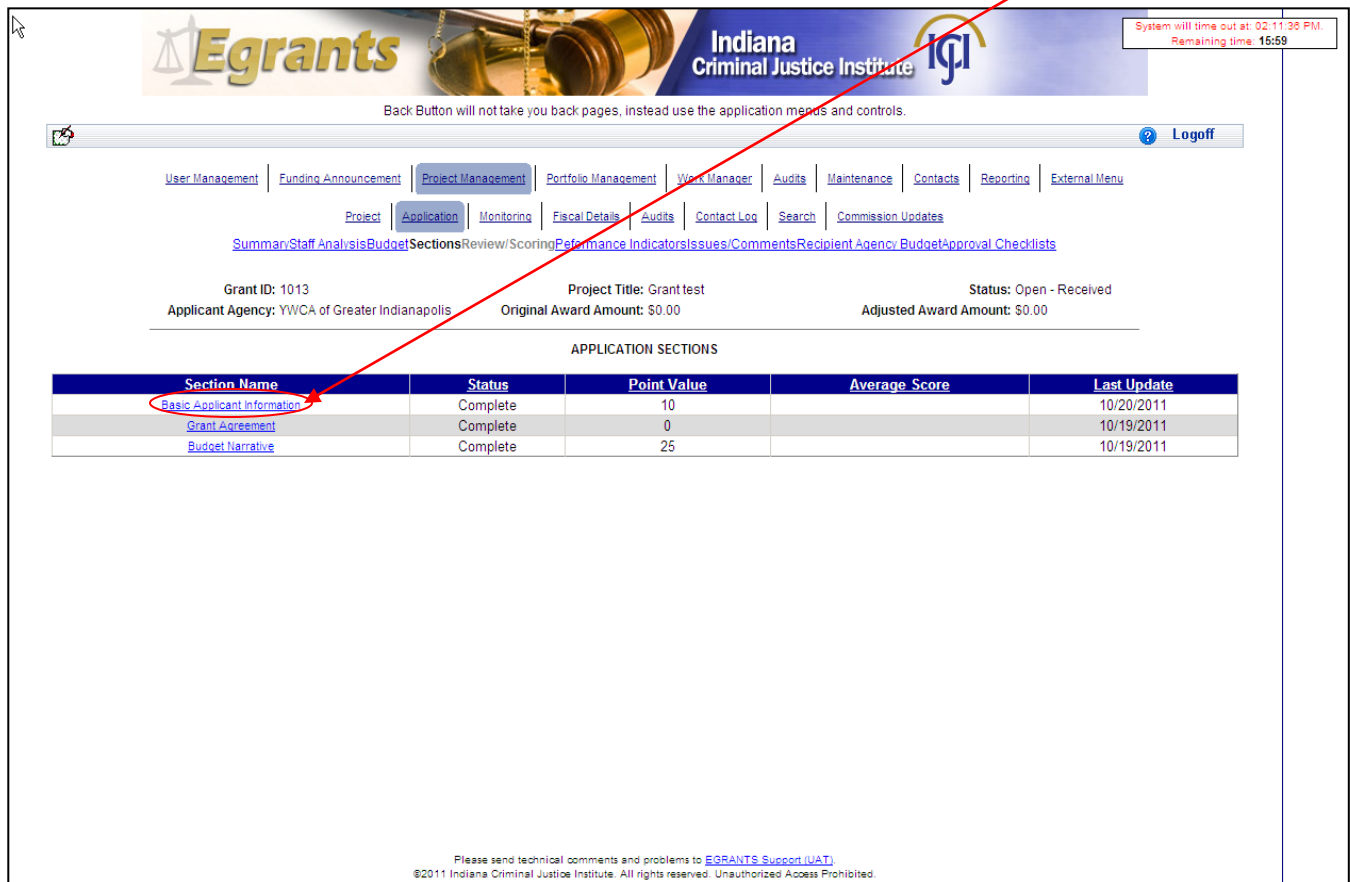 Egrants
Indiana
Criminal Justice Institute
ICJI
System will time out at: 02:11:36 PM.
Remaining time: 15:59
Back Button will not take you back pages, instead use the application menus and controls.
Logoff
User Management Funding Announcement Project Management Portfolio Management Work Manager Audits Maintenance Contacts Reporting External Menu
Project Application Monitoring Fiscal Details Audits Contact Log Search Commission Updates
SummaryStaff AnalysisBudgetSectionsReview/ScoringPeformance IndicatorsIssues/CommentsRecipient Agency BudgetApproval Checklists
Grant ID: 1013 Project Title: Grant test Status: Open - Received
Applicant Agency: YWCA of Greater Indianapolis Original Award Amount: $0.00 Adjusted Award Amount: $0.00
APPLICATION SECTIONS
Section Name Status Point Value Average Score Last Update
Basic Applicant Information Complete 10 10/20/2011
Grant Agreement Complete 0 10/19/2011
Budget Narrative Complete 25 10/19/2011
Please send technical comments and problems to EGRANTS Support (UAT).
©2011 Indiana Criminal Justice Institute. All rights reserved. Unauthorized Access Prohibited.